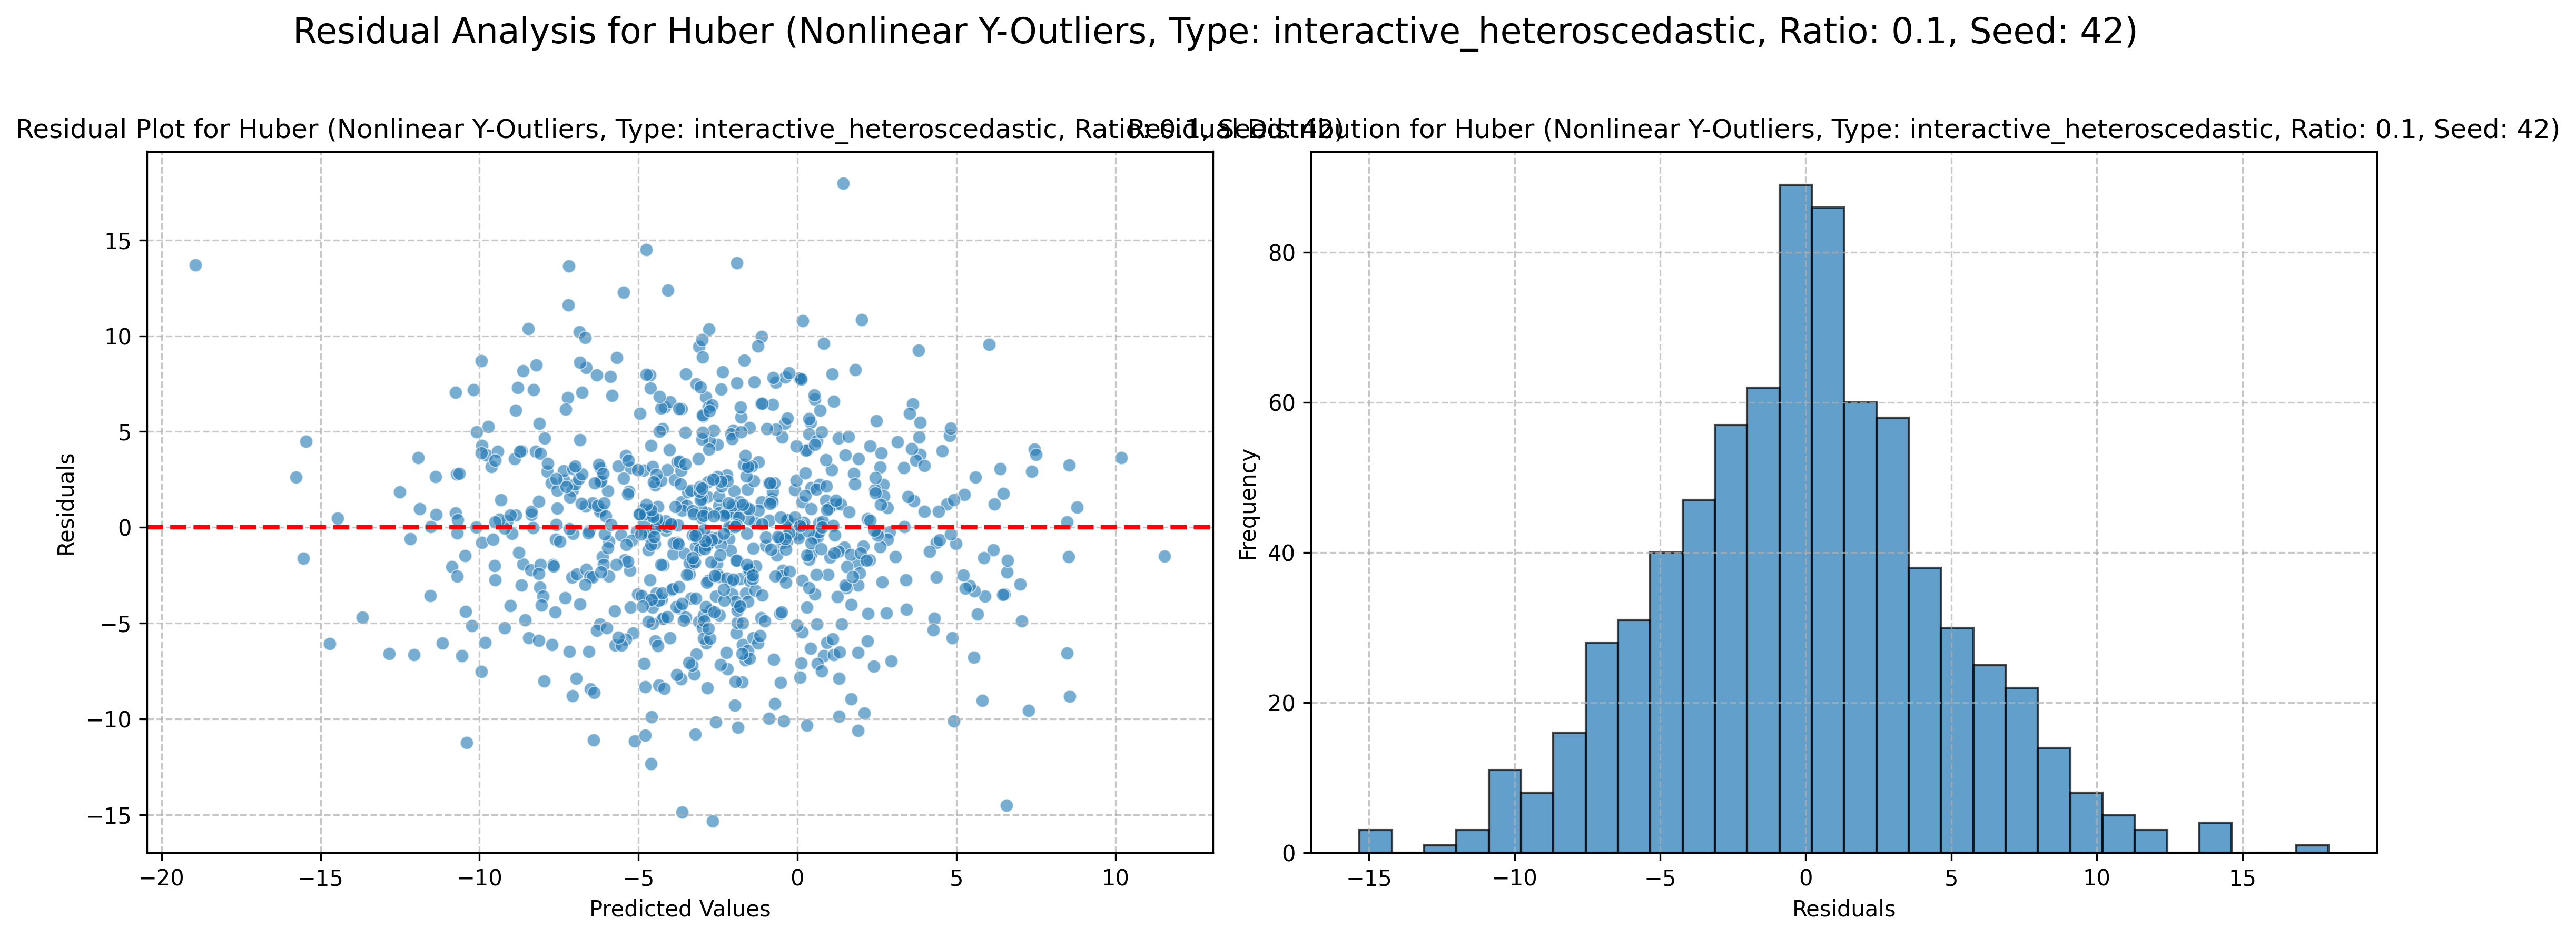 Residual Analysis for Huber (Nonlinear Y-Outliers, Type: interactive_heteroscedastic, Ratio: 0.1, Seed: 42)
Residual Plot for Huber (Nonlinear Y-Outliers, Type: interactive_heteroscedastic, Ratio: 0.1, Seed: 42)
Residual Distribution for Huber (Nonlinear Y-Outliers, Type: interactive_heteroscedastic, Ratio: 0.1, Seed: 42)
Residuals
15
10
5
0
−5
−10
−15
−20 −15 −10 −5 0 5 10
Predicted Values
Frequency
80
60
40
20
0
−15 −10 −5 0 5 10 15
Residuals